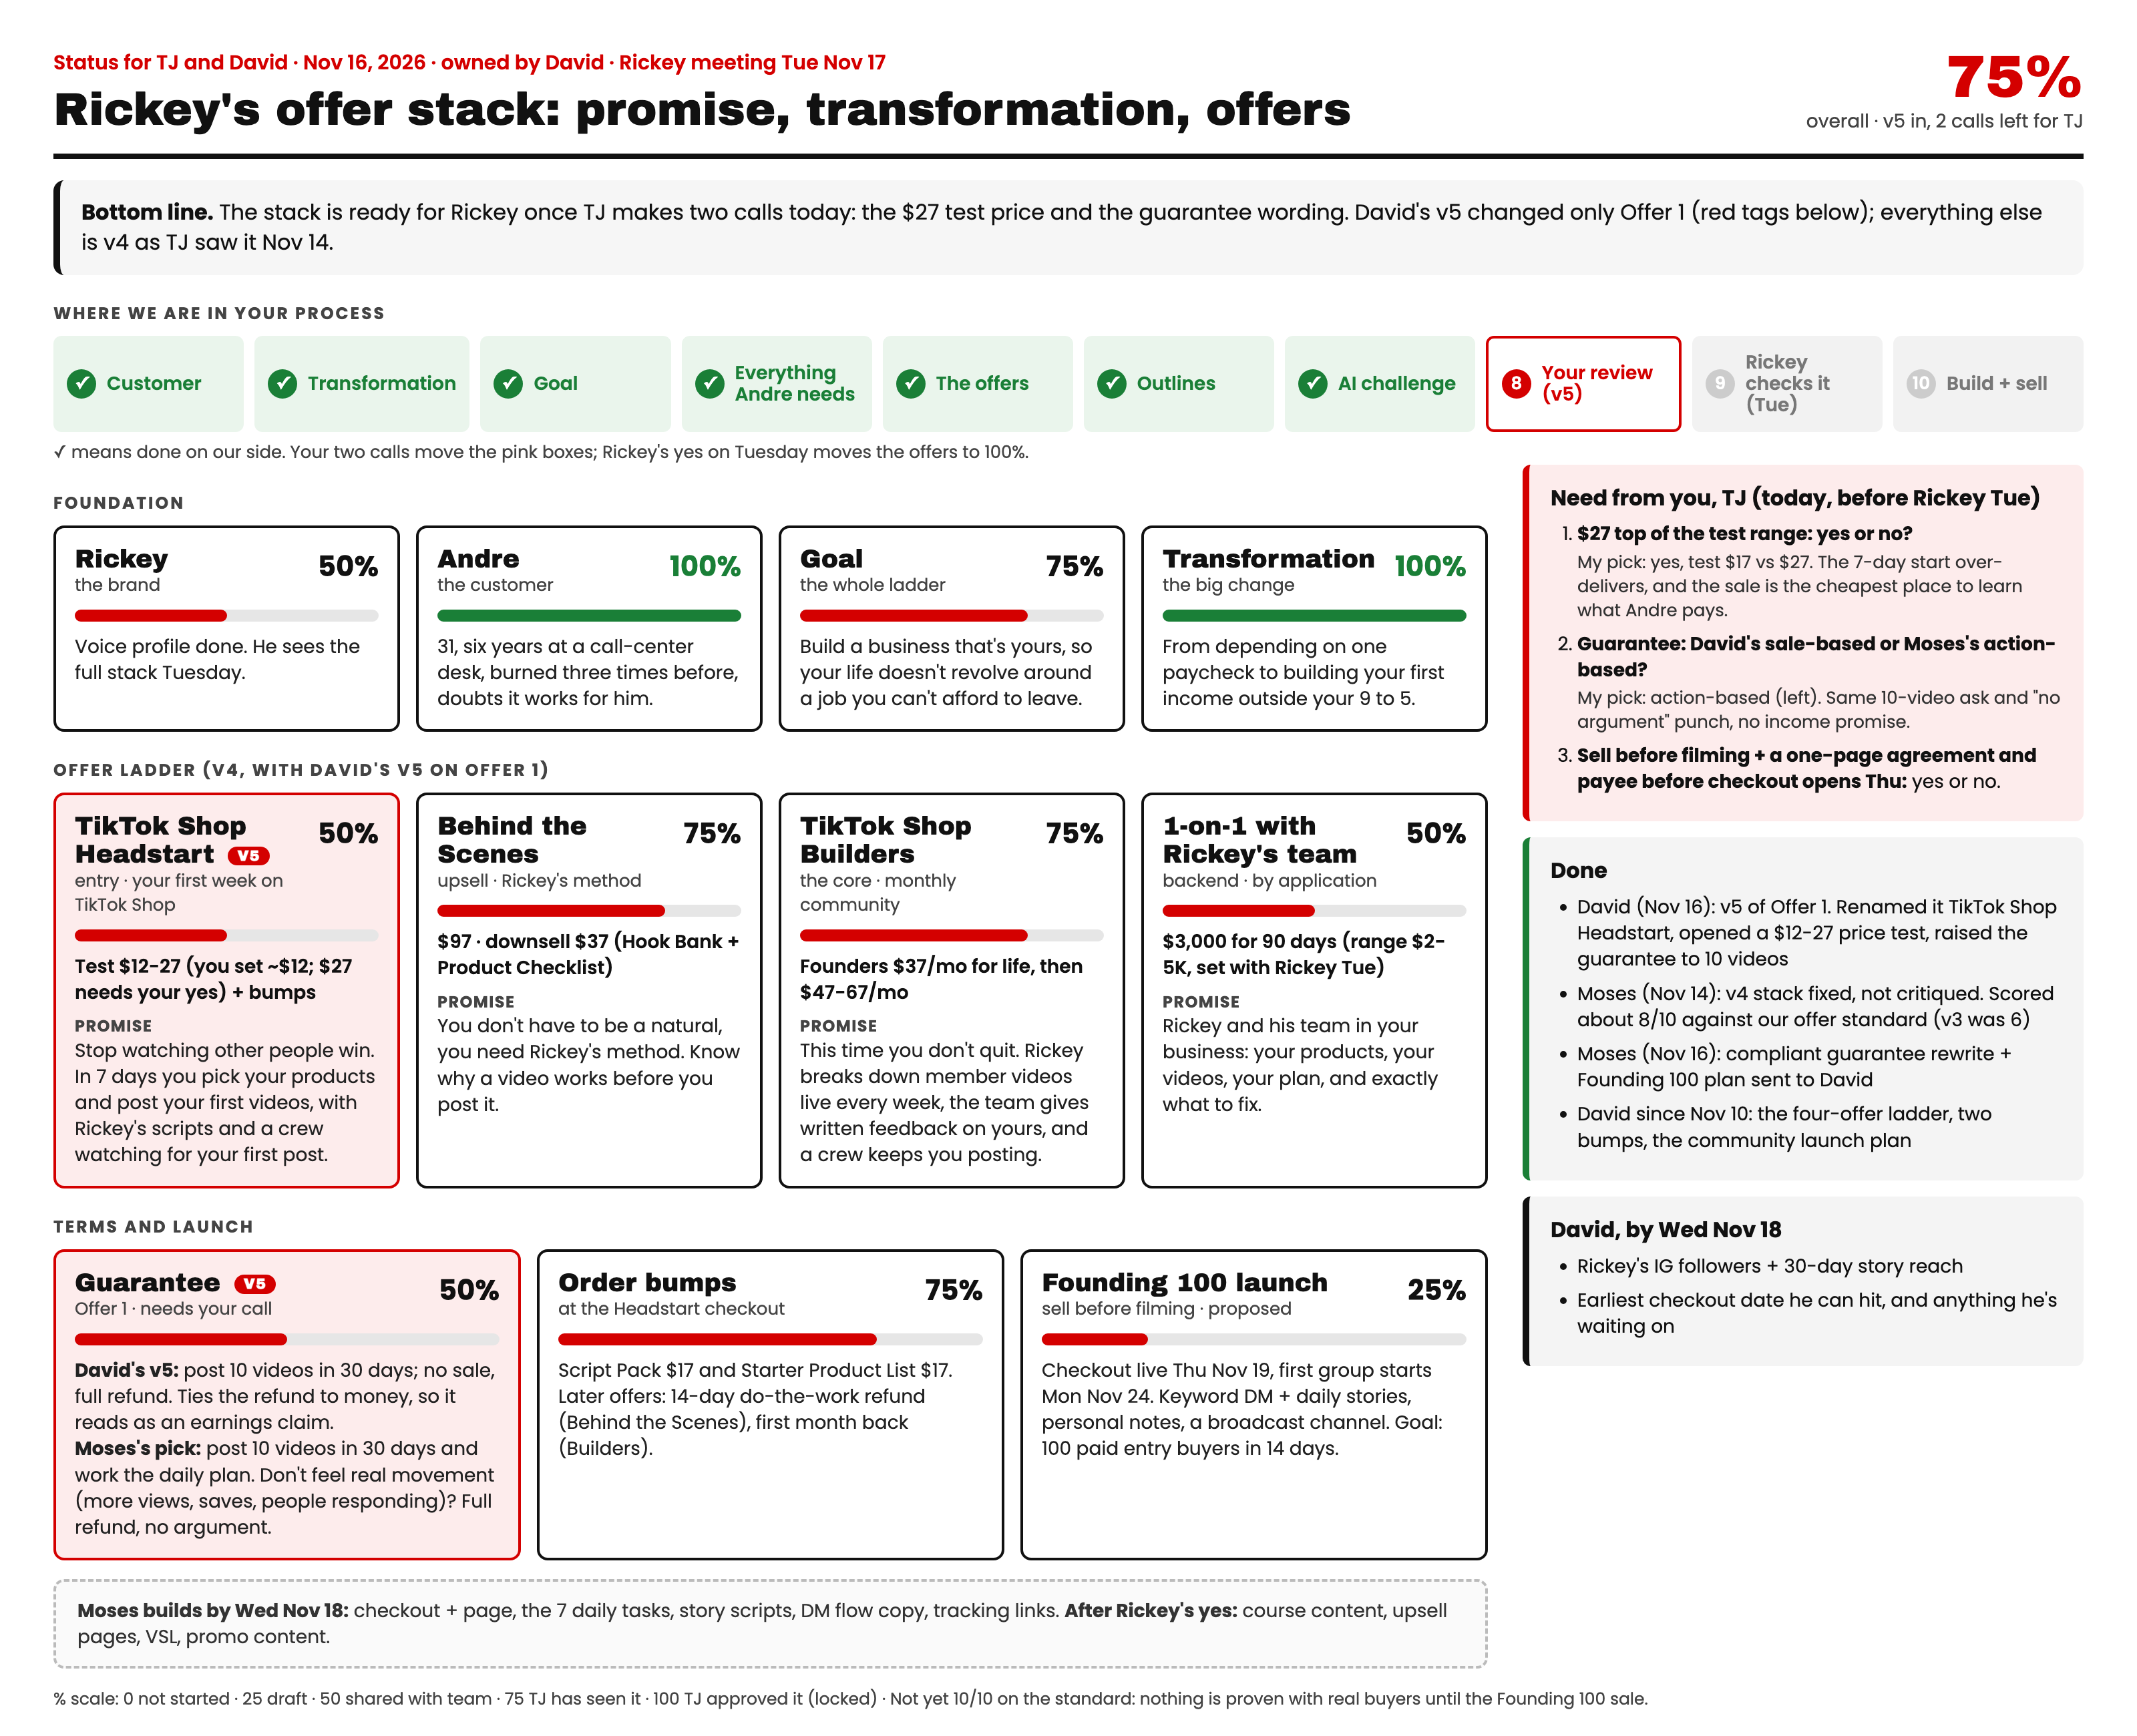 Status for TJ and David · Nov 16, 2026 · owned by David · Rickey meeting Tue Nov 17
Rickey's offer stack: promise, transformation, offers
75%
overall · v5 in, 2 calls left for TJ
Bottom line. The stack is ready for Rickey once TJ makes two calls today: the $27 test price and the guarantee wording. David's v5 changed only Offer 1 (red tags below); everything else
is v4 as TJ saw it Nov 14.
WHERE WE ARE IN YOUR PROCESS
✓ Customer
✓ Transformation
✓ Goal
✓ Everything
Andre needs
✓ The offers
✓ Outlines
✓ AI challenge
8 Your review
(v5)
9 Rickey
checks it
(Tue)
10 Build + sell
✓ means done on our side. Your two calls move the pink boxes; Rickey's yes on Tuesday moves the offers to 100%.
FOUNDATION
Rickey
50%
the brand
Voice profile done. He sees the
full stack Tuesday.
Andre
100%
the customer
31, six years at a call-center
desk, burned three times before,
doubts it works for him.
Goal
75%
the whole ladder
Build a business that's yours, so
your life doesn't revolve around
a job you can't afford to leave.
Transformation
100%
the big change
From depending on one
paycheck to building your first
income outside your 9 to 5.
OFFER LADDER (V4, WITH DAVID'S V5 ON OFFER 1)
TikTok Shop
Headstart V5
50%
entry · your first week on
TikTok Shop
Test $12-27 (you set ~$12; $27
needs your yes) + bumps
PROMISE
Stop watching other people win.
In 7 days you pick your products
and post your first videos, with
Rickey's scripts and a crew
watching for your first post.
Behind the
Scenes
75%
upsell · Rickey's method
$97 · downsell $37 (Hook Bank +
Product Checklist)
PROMISE
You don't have to be a natural,
you need Rickey's method. Know
why a video works before you
post it.
TikTok Shop
Builders
75%
the core · monthly
community
Founders $37/mo for life, then
$47-67/mo
PROMISE
This time you don't quit. Rickey
breaks down member videos
live every week, the team gives
written feedback on yours, and
a crew keeps you posting.
1-on-1 with
Rickey's team
50%
backend · by application
$3,000 for 90 days (range $2-
5K, set with Rickey Tue)
PROMISE
Rickey and his team in your
business: your products, your
videos, your plan, and exactly
what to fix.
TERMS AND LAUNCH
Guarantee V5
50%
Offer 1 · needs your call
David's v5: post 10 videos in 30 days; no sale,
full refund. Ties the refund to money, so it
reads as an earnings claim.
Moses's pick: post 10 videos in 30 days and
work the daily plan. Don't feel real movement
(more views, saves, people responding)? Full
refund, no argument.
Order bumps
75%
at the Headstart checkout
Script Pack $17 and Starter Product List $17.
Later offers: 14-day do-the-work refund
(Behind the Scenes), first month back
(Builders).
Founding 100 launch
25%
sell before filming · proposed
Checkout live Thu Nov 19, first group starts
Mon Nov 24. Keyword DM + daily stories,
personal notes, a broadcast channel. Goal:
100 paid entry buyers in 14 days.
Moses builds by Wed Nov 18: checkout + page, the 7 daily tasks, story scripts, DM flow copy, tracking links. After Rickey's yes: course content, upsell
pages, VSL, promo content.
Need from you, TJ (today, before Rickey Tue)
1. $27 top of the test range: yes or no?
My pick: yes, test $17 vs $27. The 7-day start over-
delivers, and the sale is the cheapest place to learn
what Andre pays.
2. Guarantee: David's sale-based or Moses's action-
based?
My pick: action-based (left). Same 10-video ask and "no
argument" punch, no income promise.
3. Sell before filming + a one-page agreement and
payee before checkout opens Thu: yes or no.
Done
• David (Nov 16): v5 of Offer 1. Renamed it TikTok Shop
Headstart, opened a $12-27 price test, raised the
guarantee to 10 videos
• Moses (Nov 14): v4 stack fixed, not critiqued. Scored
about 8/10 against our offer standard (v3 was 6)
• Moses (Nov 16): compliant guarantee rewrite +
Founding 100 plan sent to David
• David since Nov 10: the four-offer ladder, two
bumps, the community launch plan
David, by Wed Nov 18
• Rickey's IG followers + 30-day story reach
• Earliest checkout date he can hit, and anything he's
waiting on
% scale: 0 not started · 25 draft · 50 shared with team · 75 TJ has seen it · 100 TJ approved it (locked) · Not yet 10/10 on the standard: nothing is proven with real buyers until the Founding 100 sale.